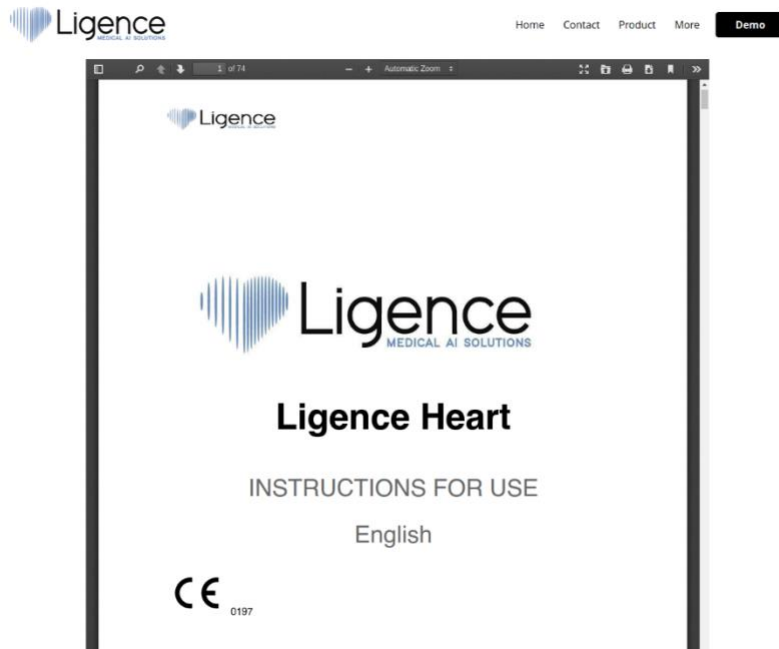 Ligence
MEDICAL AI SOLUTIONS
Home Contact Product More Demo
1 of 74 Automatic Zoom
Ligence
MEDICAL AI SOLUTIONS
Ligence
MEDICAL AI SOLUTIONS
Ligence Heart
INSTRUCTIONS FOR USE
English
CE 0197